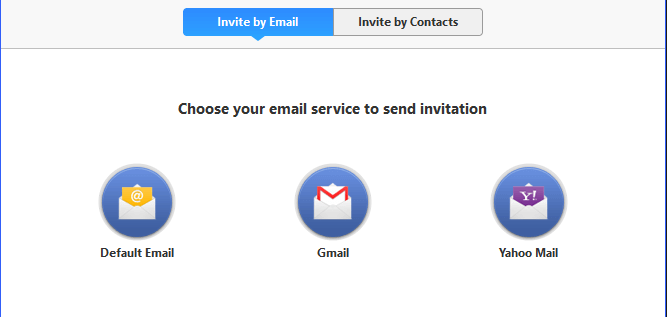 Invite by Email
Invite by Contacts
Choose your email service to send invitation
@
Y!
Default Email
Gmail
Yahoo Mail